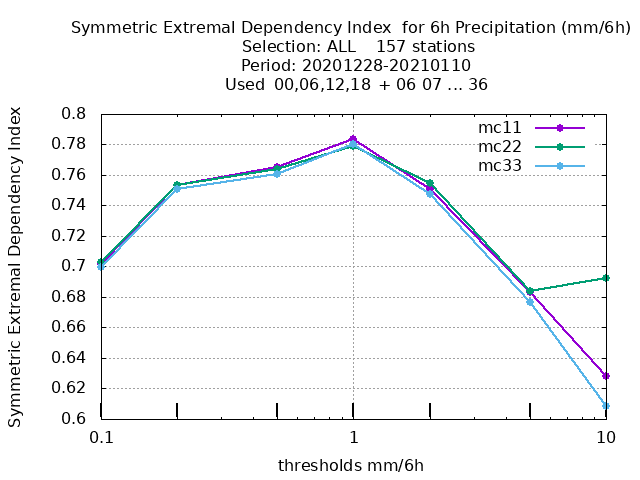 Symmetric Extremal Dependency Index  for 6h Precipitation (mm/6h)
Selection: ALL    157 stations
Period: 20201228-20210110
Used  00,06,12,18  + 06 07 ... 36
Symmetric Extremal Dependency Index
0.8
0.78
0.76
0.74
0.72
0.7
0.68
0.66
0.64
0.62
0.6
mc11
mc22
mc33
0.1
1
10
thresholds mm/6h